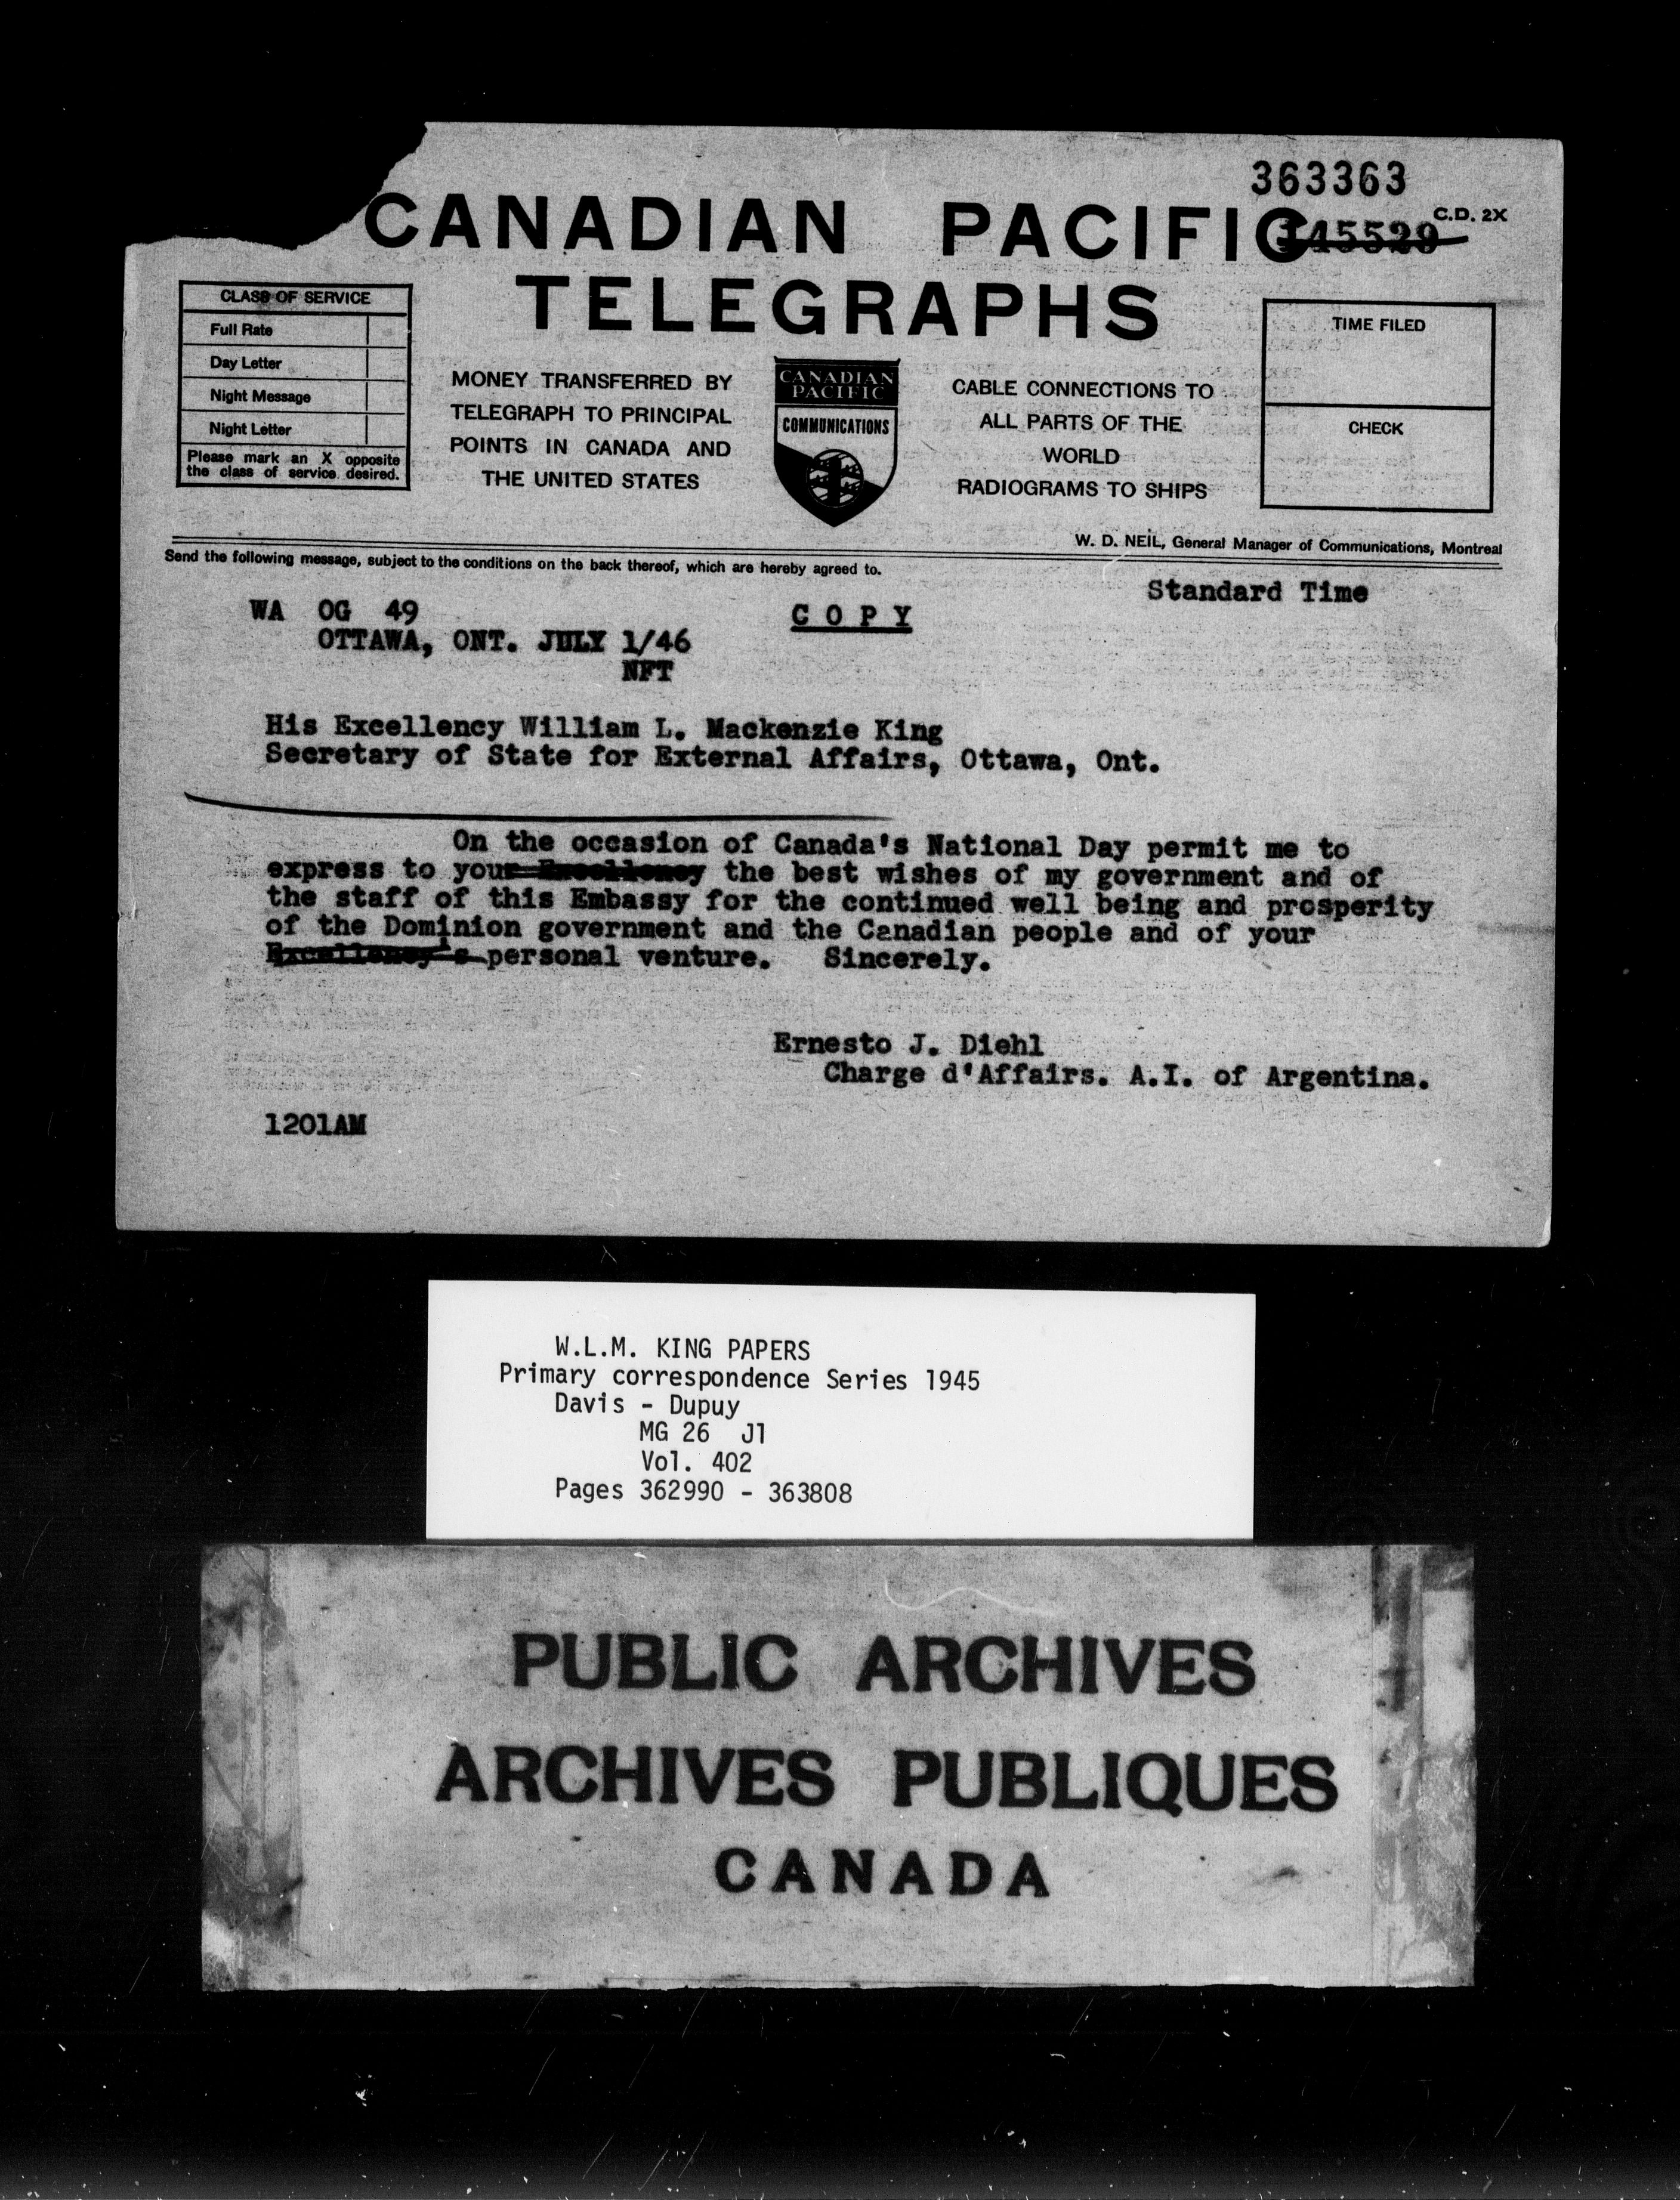 363363
CANADIAN PACIFIC
145529 C.D. 2X
TELEGRAPHS
CLASS OF SERVICE
Full Rate
Day Letter
Night Message
Night Letter
Please mark an X opposite
the class of service desired.
MONEY TRANSFERRED BY
TELEGRAPH TO PRINCIPAL
POINTS IN CANADA AND
THE UNITED STATES
CANADIAN
PACIFIC
COMMUNICATIONS
CABLE CONNECTIONS TO
ALL PARTS OF THE
WORLD
RADIOGRAMS TO SHIPS
TIME FILED
CHECK
W. D. NEIL, General Manager of Communications, Montreal
Send the following message, subject to the conditions on the back thereof, which are hereby agreed to.
Standard Time
WA OG 49
COPY
OTTAWA, ONT. JULY 1/46
NFT
His Excellency William L. Mackenzie King
Secretary of State for External Affairs, Ottawa, Ont.
On the occasion of Canada's National Day permit me to
express to your Excellency the best wishes of my government and of
the staff of this Embassy for the continued well being and prosperity
of the Dominion government and the Canadian people and of your
Excellency's personal venture. Sincerely.
Ernesto J. Diehl
Charge d'Affairs. A.I. of Argentina.
1201AM
W.L.M. KING PAPERS
Primary correspondence Series 1945
Davis - Dupuy
MG 26 J1
Vol. 402
Pages 362990 - 363808
PUBLIC ARCHIVES
ARCHIVES PUBLIQUES
CANADA